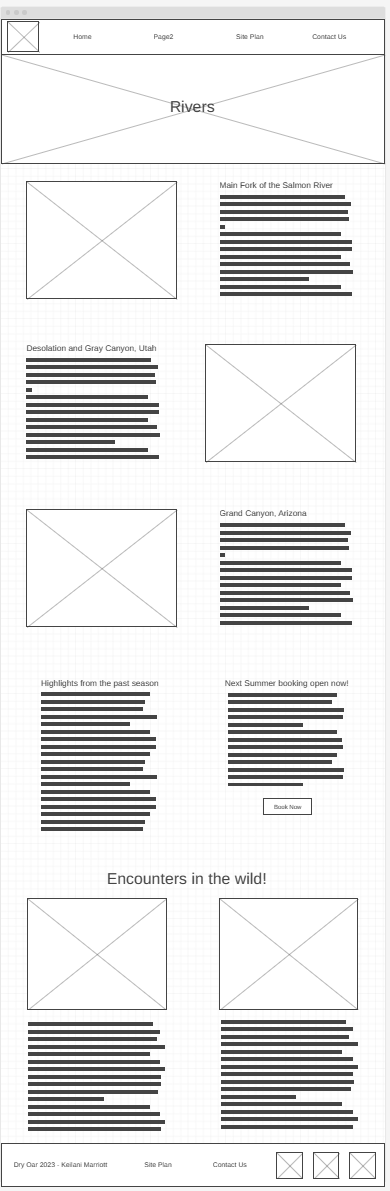 Home Page2 Site Plan Contact Us
Rivers
Main Fork of the Salmon River
Desolation and Gray Canyon, Utah
Grand Canyon, Arizona
Highlights from the past season
Next Summer booking open now!
Book Now
Encounters in the wild!
Dry Oar 2023 - Keilani Marriott Site Plan Contact Us